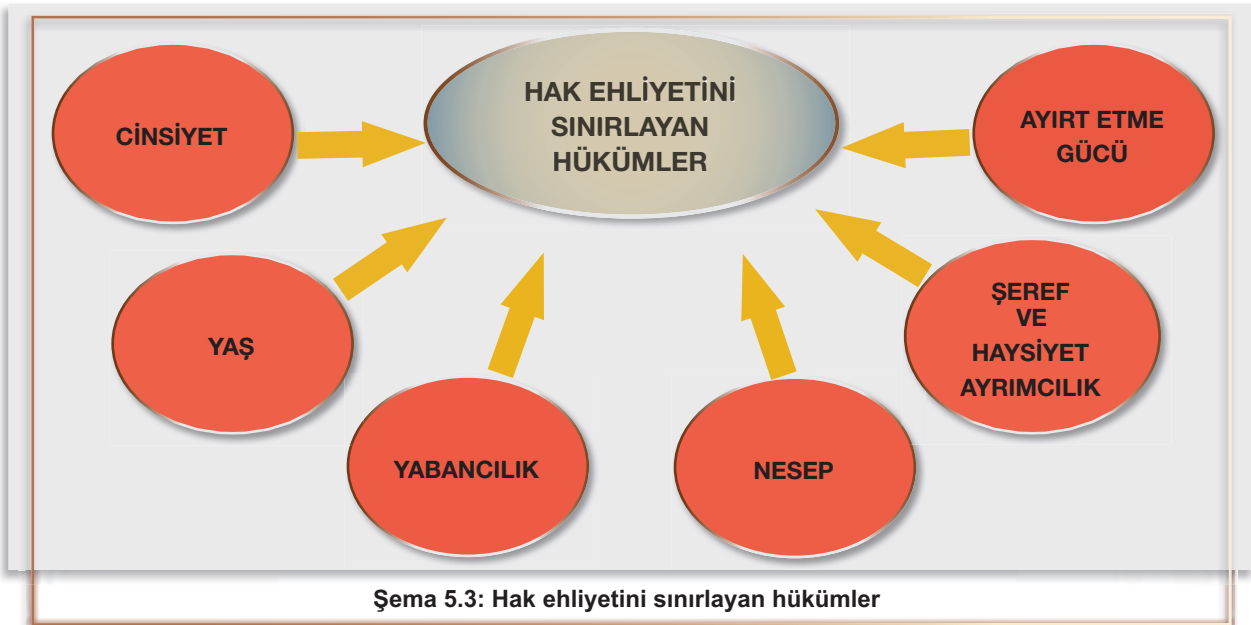 HAK EHLİYETİNİ
SINIRLAYAN
HÜKÜMLER
CİNSİYET
YAŞ
YABANCILIK
NESEP
ŞEREF
VE
HAYSİYET
AYRIMCILIK
AYIRT ETME
GÜCÜ
Şema 5.3: Hak ehliyetini sınırlayan hükümler